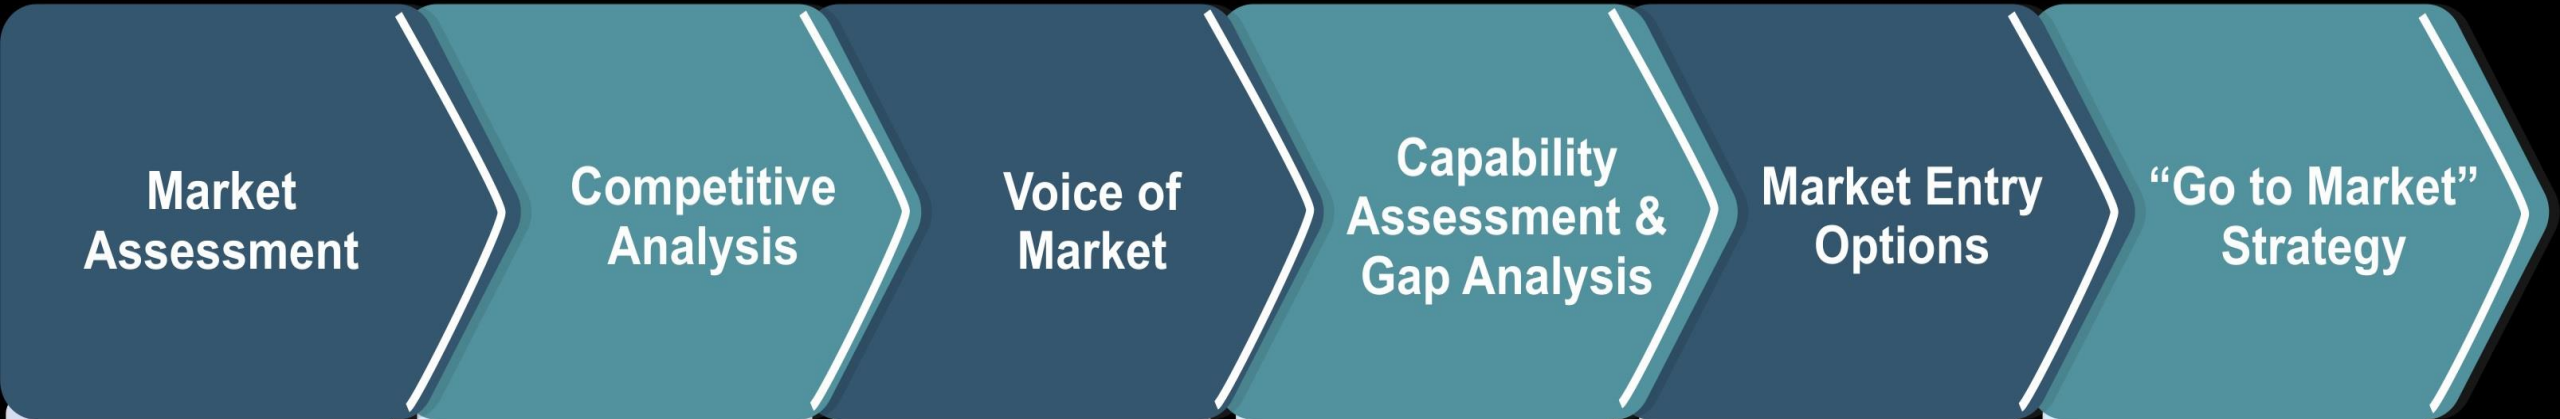 Market
Assessment
Competitive
Analysis
Voice of
Market
Capability
Assessment &
Gap Analysis
Market Entry
Options
“Go to Market”
Strategy